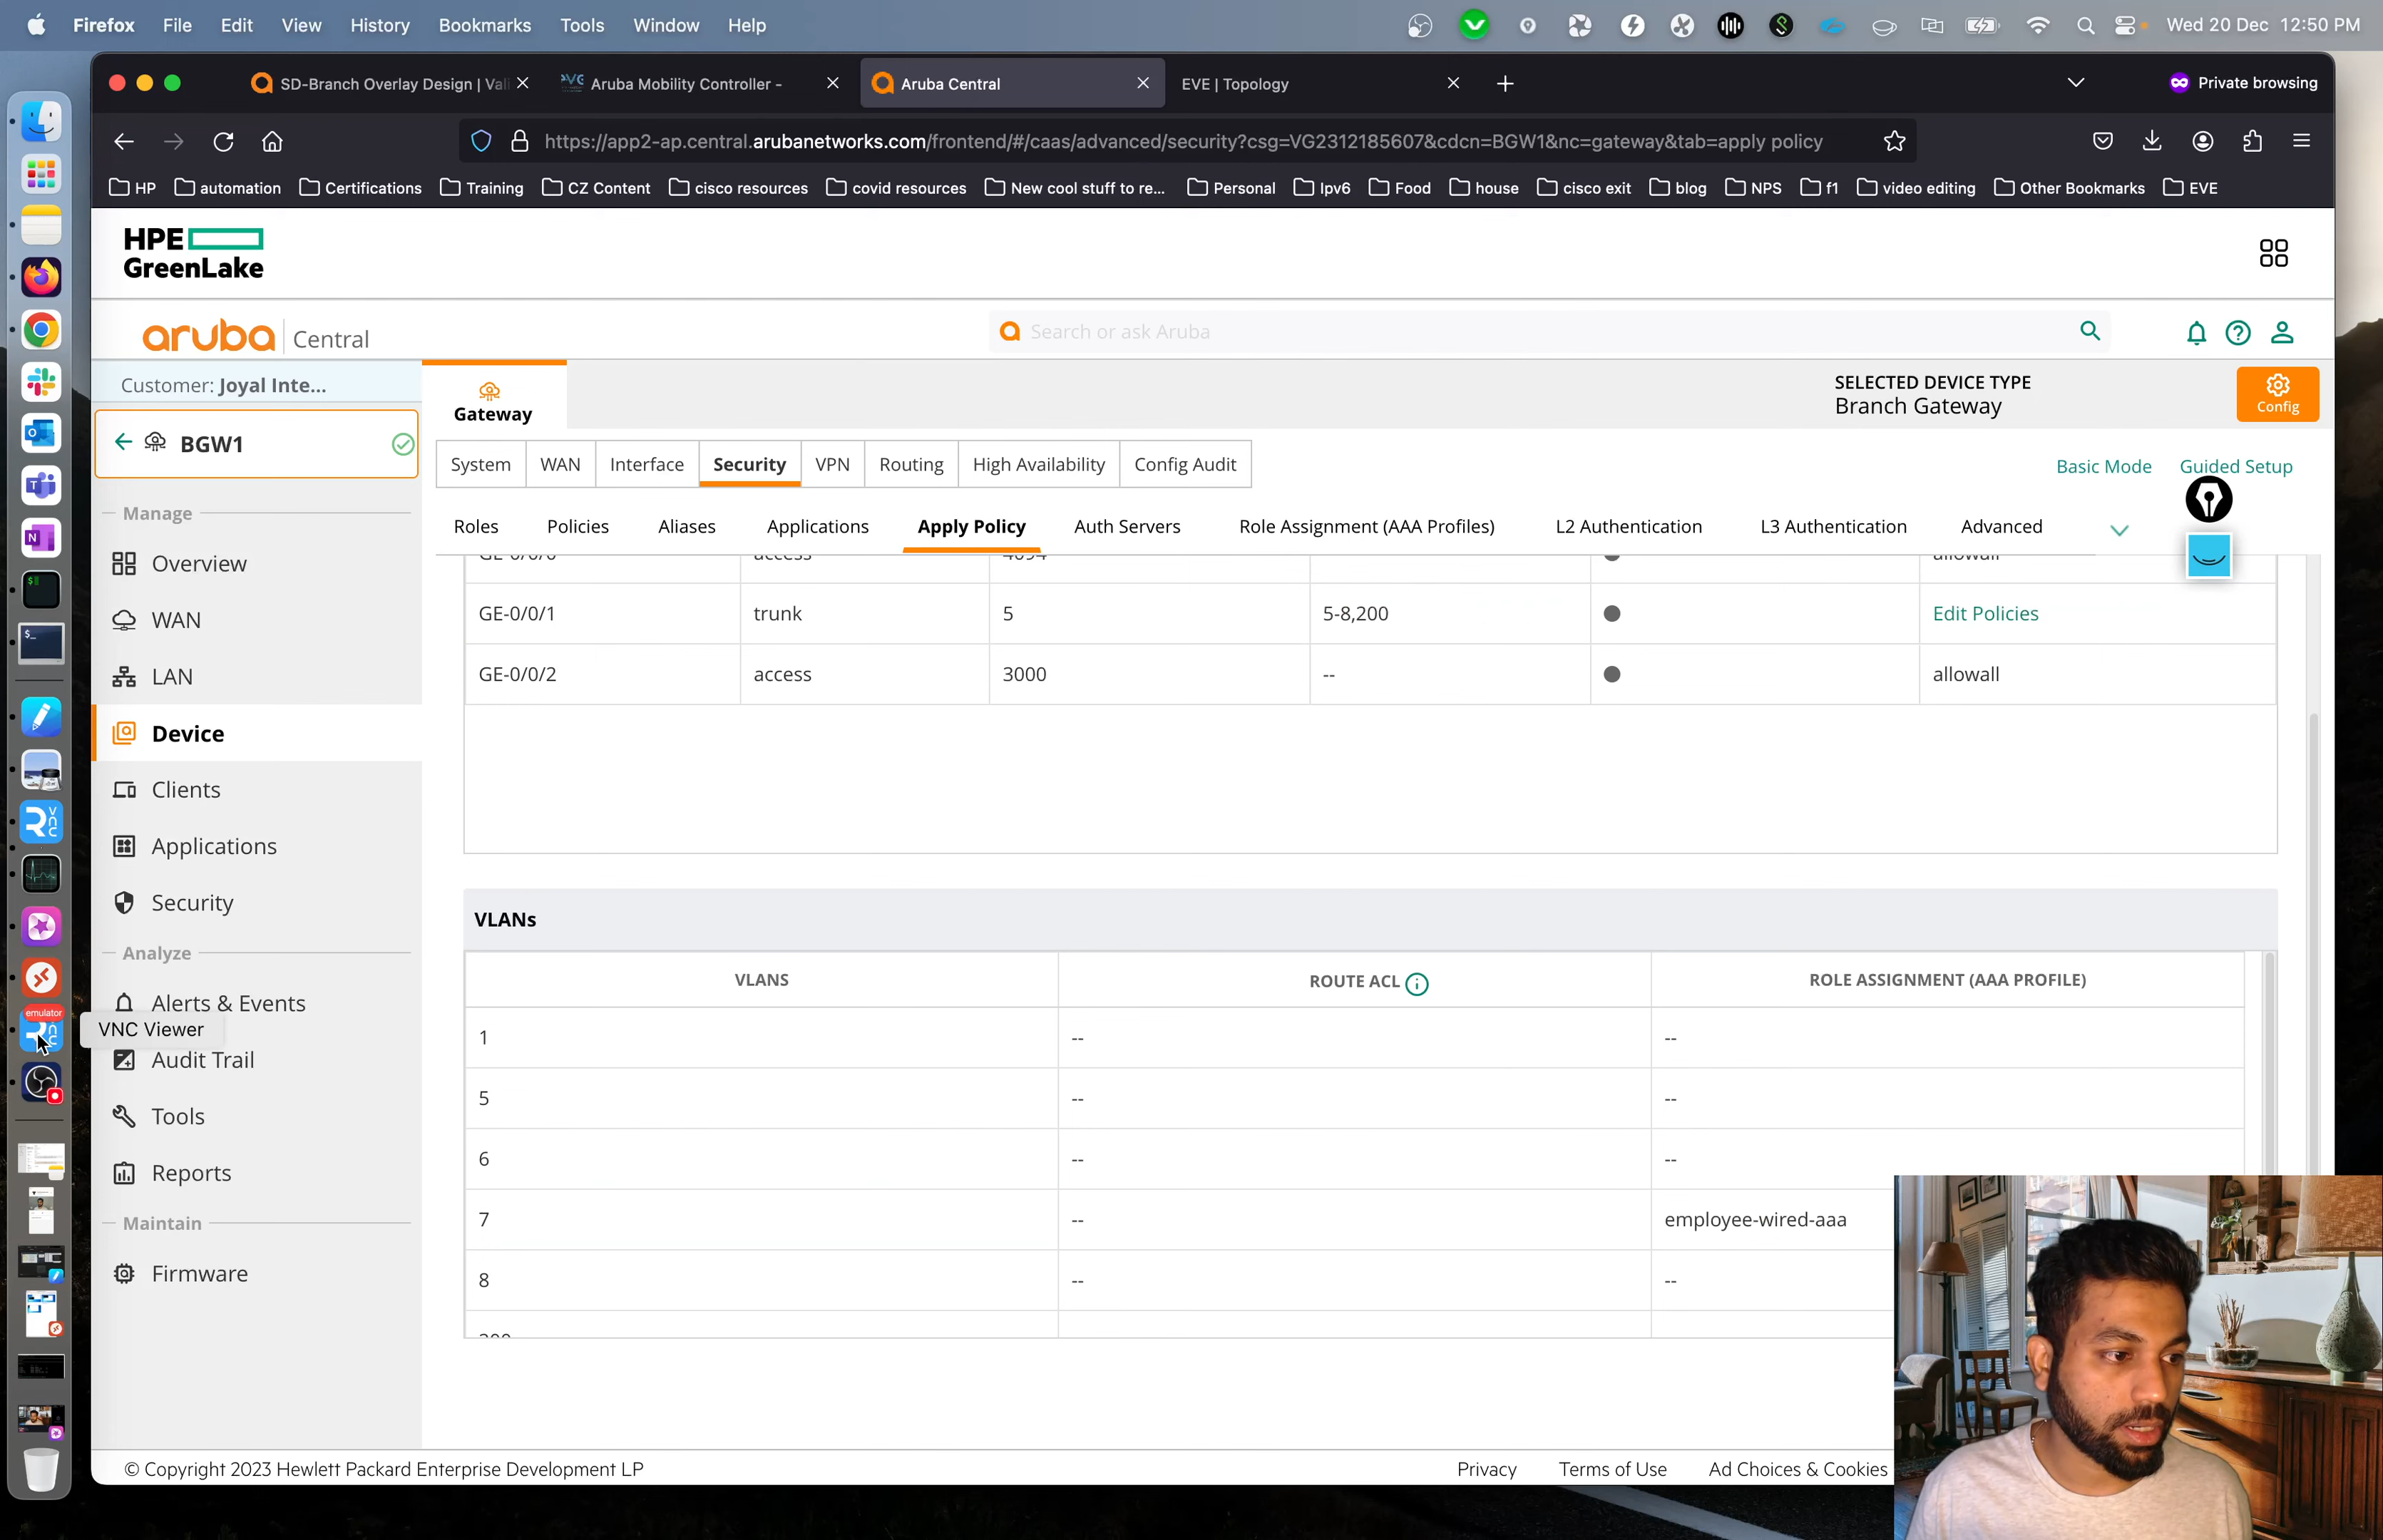 Firefox File Edit View History Bookmarks Tools Window Help
Wed 20 Dec 12:50 PM
SD-Branch Overlay Design | Vali
Aruba Mobility Controller -
Aruba Central
EVE | Topology
Private browsing
https://app2-ap.central.arubanetworks.com/frontend/#/caas/advanced/security?csg=VG2312185607&cdcn=BGW1&nc=gateway&tab=apply policy
HP automation Certifications Training CZ Content cisco resources covid resources New cool stuff to re... Personal Ipv6 Food house cisco exit blog NPS f1 video editing Other Bookmarks EVE
HPE
GreenLake
aruba Central
Search or ask Aruba
Customer: Joyal Inte...
Gateway
SELECTED DEVICE TYPE
Branch Gateway
Config
BGW1
System WAN Interface Security VPN Routing High Availability Config Audit
Basic Mode Guided Setup
Roles Policies Aliases Applications Apply Policy Auth Servers Role Assignment (AAA Profiles) L2 Authentication L3 Authentication Advanced
Manage
Overview
WAN
LAN
Device
Clients
Applications
Security
Analyze
Alerts & Events
VNC Viewer
emulator
Audit Trail
Tools
Reports
Maintain
Firmware
GE-0/0/0 access 4094 allowall
GE-0/0/1 trunk 5 5-8,200 Edit Policies
GE-0/0/2 access 3000 -- allowall
VLANs
VLANS ROUTE ACL ROLE ASSIGNMENT (AAA PROFILE)
1 -- --
5 -- --
6 -- --
7 -- employee-wired-aaa
8 -- --
© Copyright 2023 Hewlett Packard Enterprise Development LP
Privacy Terms of Use Ad Choices & Cookies